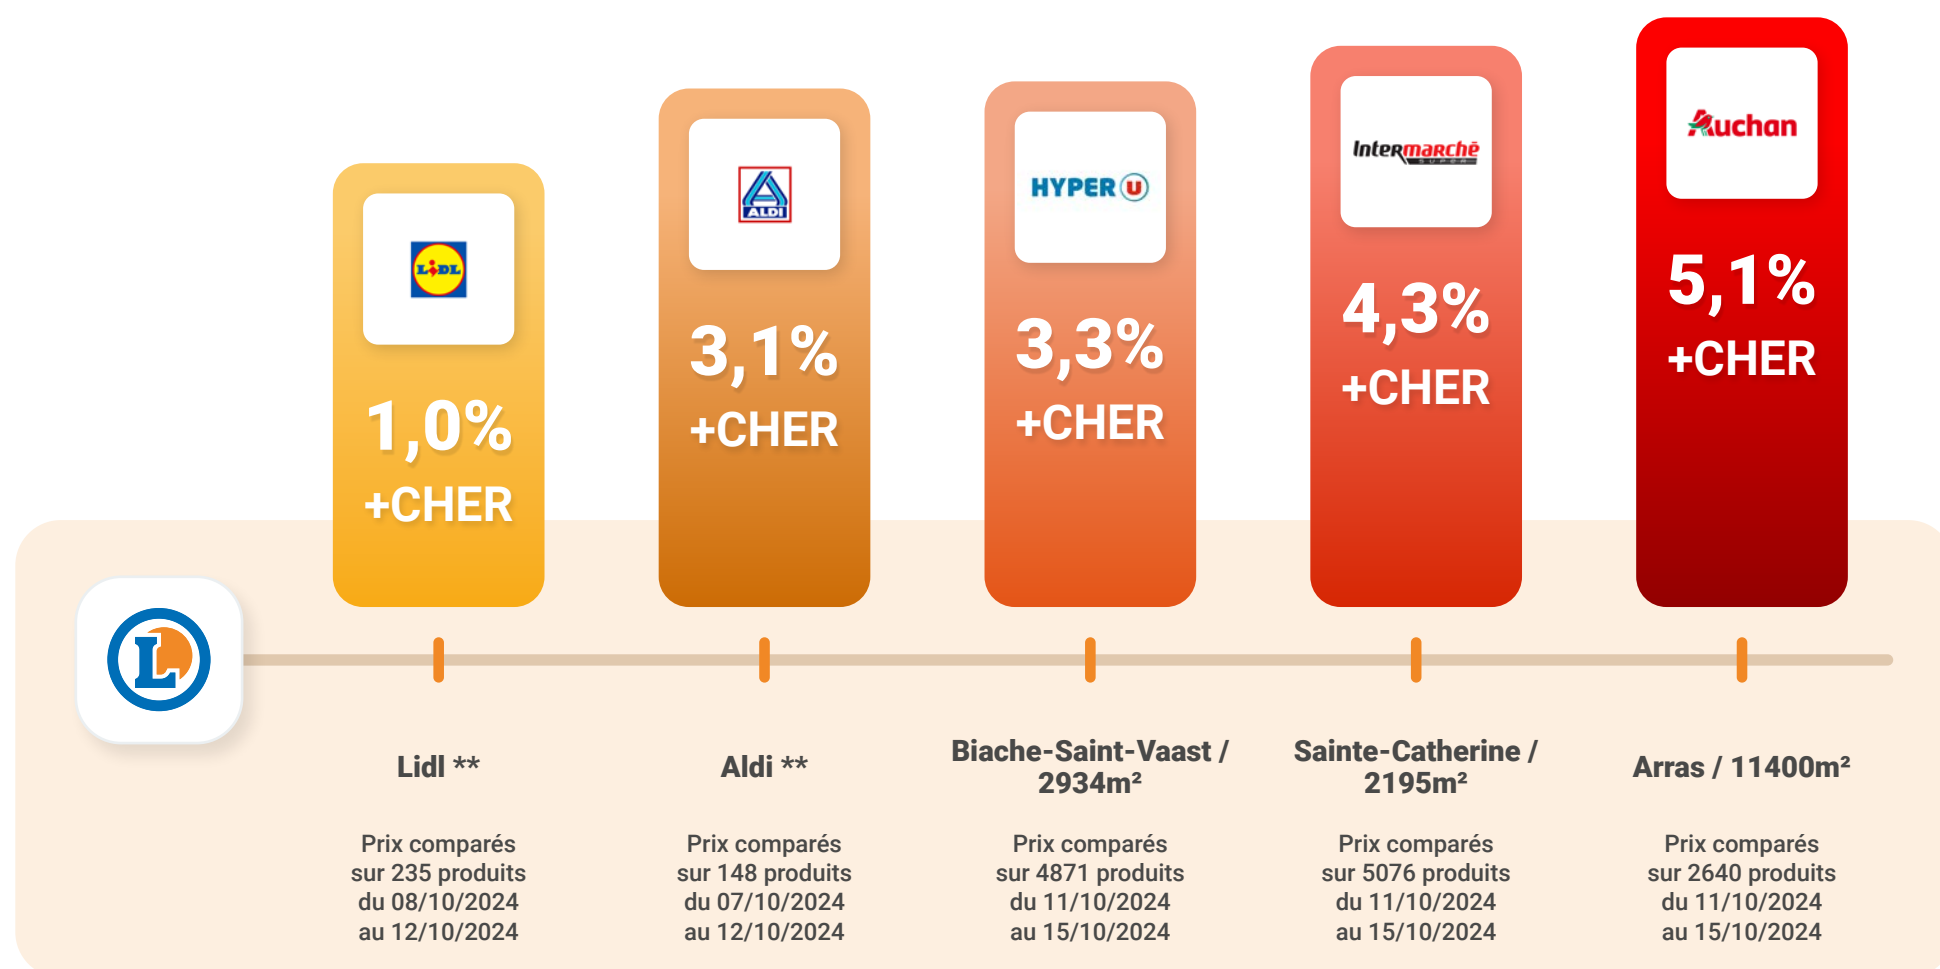 LIDL
1,0%
+CHER
ALDI
3,1%
+CHER
HYPER U
3,3%
+CHER
Intermarchē
SUPER
4,3%
+CHER
Auchan
5,1%
+CHER
L
Lidl **
Prix comparés
sur 235 produits
du 08/10/2024
au 12/10/2024
Aldi **
Prix comparés
sur 148 produits
du 07/10/2024
au 12/10/2024
Biache-Saint-Vaast /
2934m²
Prix comparés
sur 4871 produits
du 11/10/2024
au 15/10/2024
Sainte-Catherine /
2195m²
Prix comparés
sur 5076 produits
du 11/10/2024
au 15/10/2024
Arras / 11400m²
Prix comparés
sur 2640 produits
du 11/10/2024
au 15/10/2024